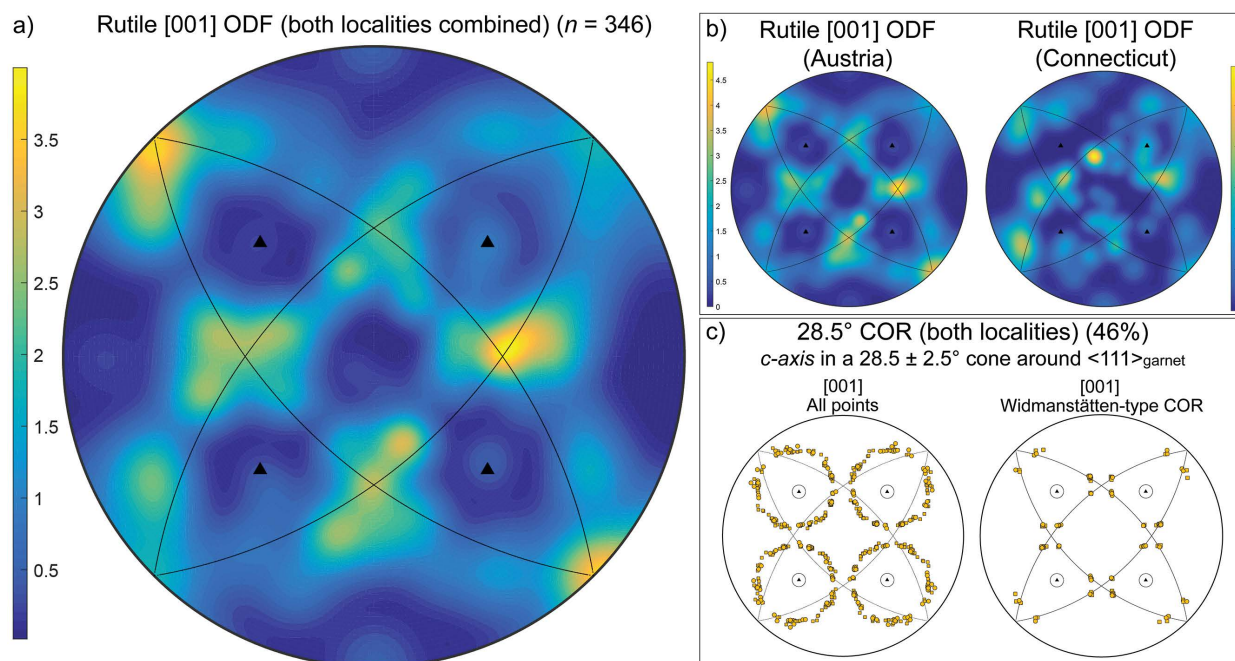 a)
Rutile [001] ODF (both localities combined) (n = 346)
3.5
3
2.5
2
1.5
1
0.5
b)
Rutile [001] ODF
(Austria)
4.5
4
3.5
3
2.5
2
1.5
1
0.5
0
Rutile [001] ODF
(Connecticut)
c)
28.5° COR (both localities) (46%)
c-axis in a 28.5 ± 2.5° cone around <111>garnet
[001]
All points
[001]
Widmanstätten-type COR